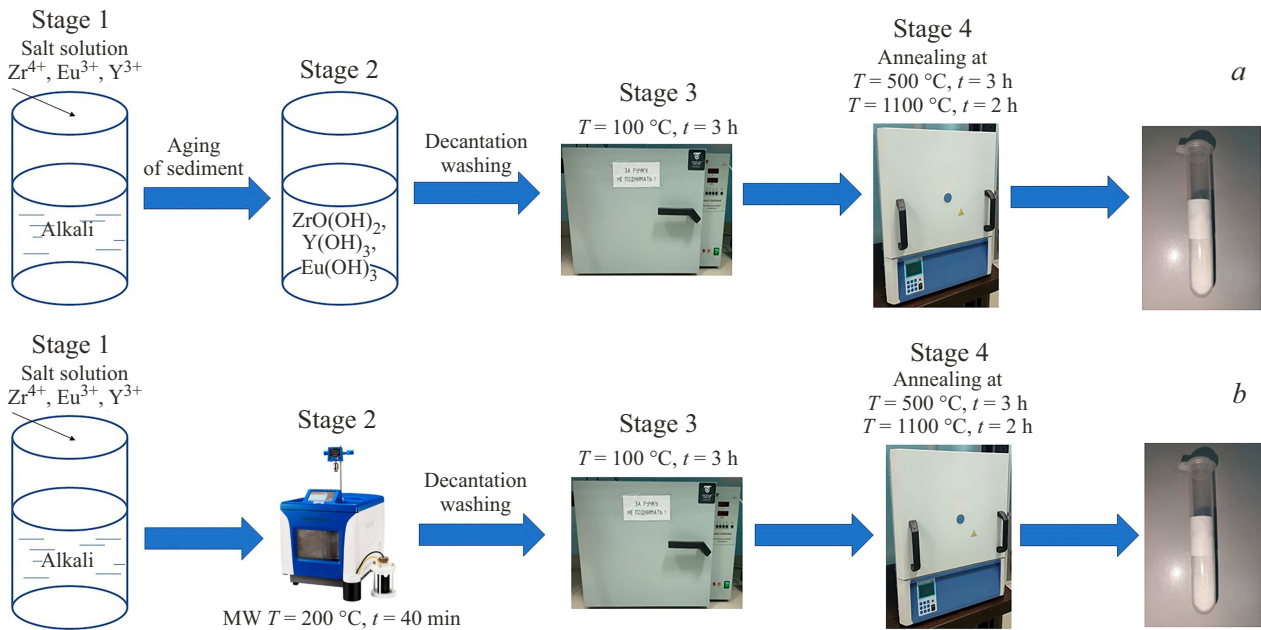 Stage 1
Salt solution
Zr⁴⁺, Eu³⁺, Y³⁺
Alkali
Aging
of sediment
Stage 2
ZrO(OH)₂,
Y(OH)₃,
Eu(OH)₃
Decantation
washing
Stage 3
T = 100 °C, t = 3 h
ЗА РУЧКУ
НЕ ПОДНИМАТЬ !
Stage 4
Annealing at
T = 500 °C, t = 3 h
T = 1100 °C, t = 2 h
a
Stage 1
Salt solution
Zr⁴⁺, Eu³⁺, Y³⁺
Alkali
Stage 2
MW T = 200 °C, t = 40 min
Decantation
washing
Stage 3
T = 100 °C, t = 3 h
ЗА РУЧКУ
НЕ ПОДНИМАТЬ !
Stage 4
Annealing at
T = 500 °C, t = 3 h
T = 1100 °C, t = 2 h
b